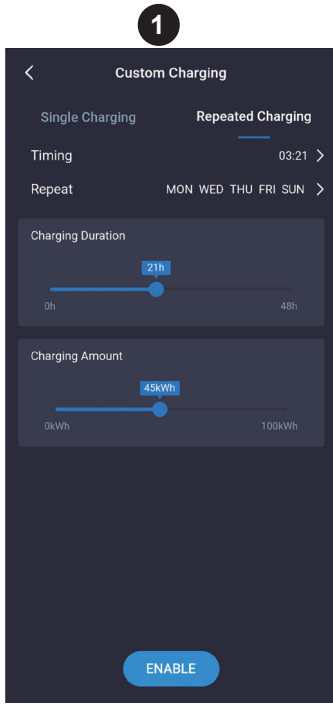 1
Custom Charging
Single Charging Repeated Charging
Timing 03:21
Repeat MON WED THU FRI SUN
Charging Duration
21h
0h 48h
Charging Amount
45kWh
0kWh 100kWh
ENABLE